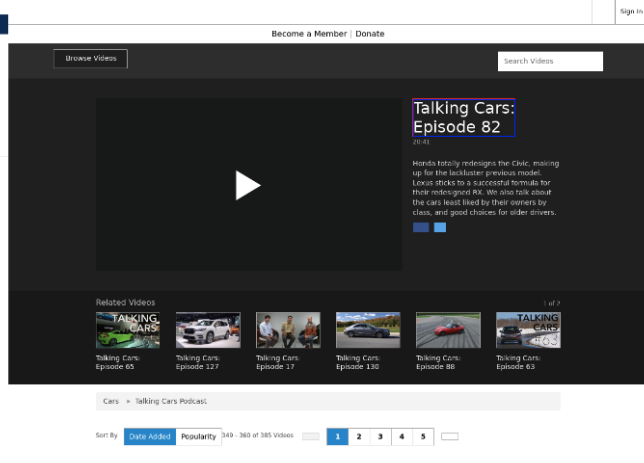 Sign In
Become a Member | Donate
Browse Videos
Search Videos
Talking Cars:
Episode 82
20:41
Honda totally redesigns the Civic, making
up for the lackluster previous model.
Lexus sticks to a successful formula for
their redesigned RX. We also talk about
the cars least liked by their owners by
class, and good choices for older drivers.
Related Videos
1 of 2
TALKING
CARS
TALKING
CARS
#63
Talking Cars:
Episode 65
Talking Cars:
Episode 127
Talking Cars:
Episode 17
Talking Cars:
Episode 130
Talking Cars:
Episode 88
Talking Cars:
Episode 63
Cars » Talking Cars Podcast
Sort By Date Added Popularity 349 - 360 of 385 Videos 1 2 3 4 5